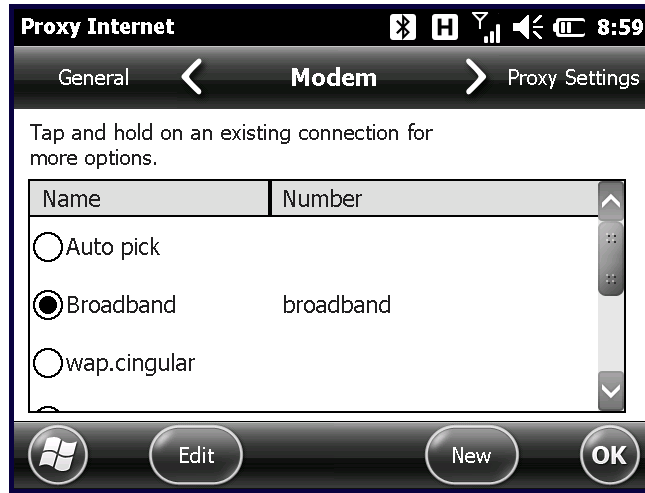 Proxy Internet H 8:59
General Modem Proxy Settings
Tap and hold on an existing connection for
more options.
Name Number
Auto pick
Broadband broadband
wap.cingular
Edit New OK